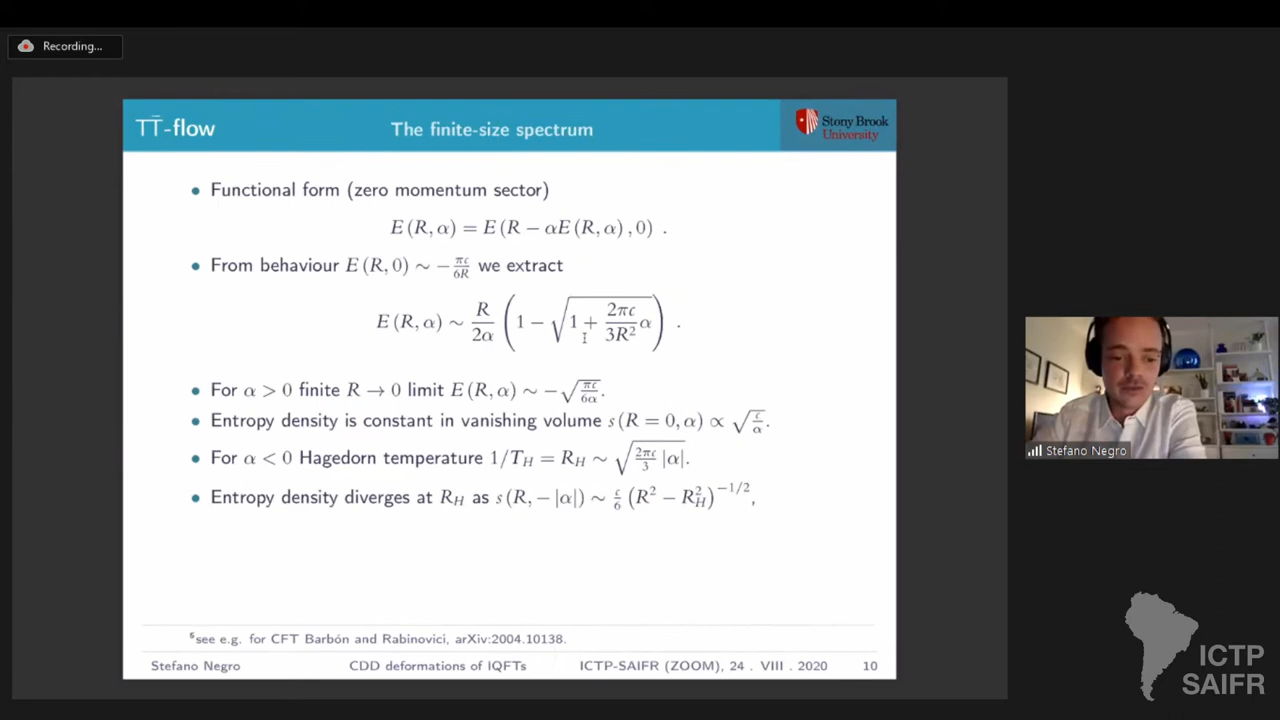 Recording...
TT̄-flow
The finite-size spectrum
Stony Brook
University
• Functional form (zero momentum sector)
E (R, α) = E (R − αE (R, α) , 0) .
• From behaviour E (R, 0) ∼ − πc/6R we extract
E (R, α) ∼ R/2α (1 − √(1 + 2πc/3R² α)) .
• For α > 0 finite R → 0 limit E (R, α) ∼ −√(πc/6α).
• Entropy density is constant in vanishing volume s (R = 0, α) ∝ √(c/α).
• For α < 0 Hagedorn temperature 1/T_H = R_H ∼ √(2πc/3 |α|).
• Entropy density diverges at R_H as s (R, − |α|) ∼ c/6 (R² − R_H²)^−1/2,
Stefano Negro
§see e.g. for CFT Barbón and Rabinovici, arXiv:2004.10138.
Stefano Negro CDD deformations of IQFTs ICTP-SAIFR (ZOOM), 24 . VIII . 2020 10
ICTP
SAIFR